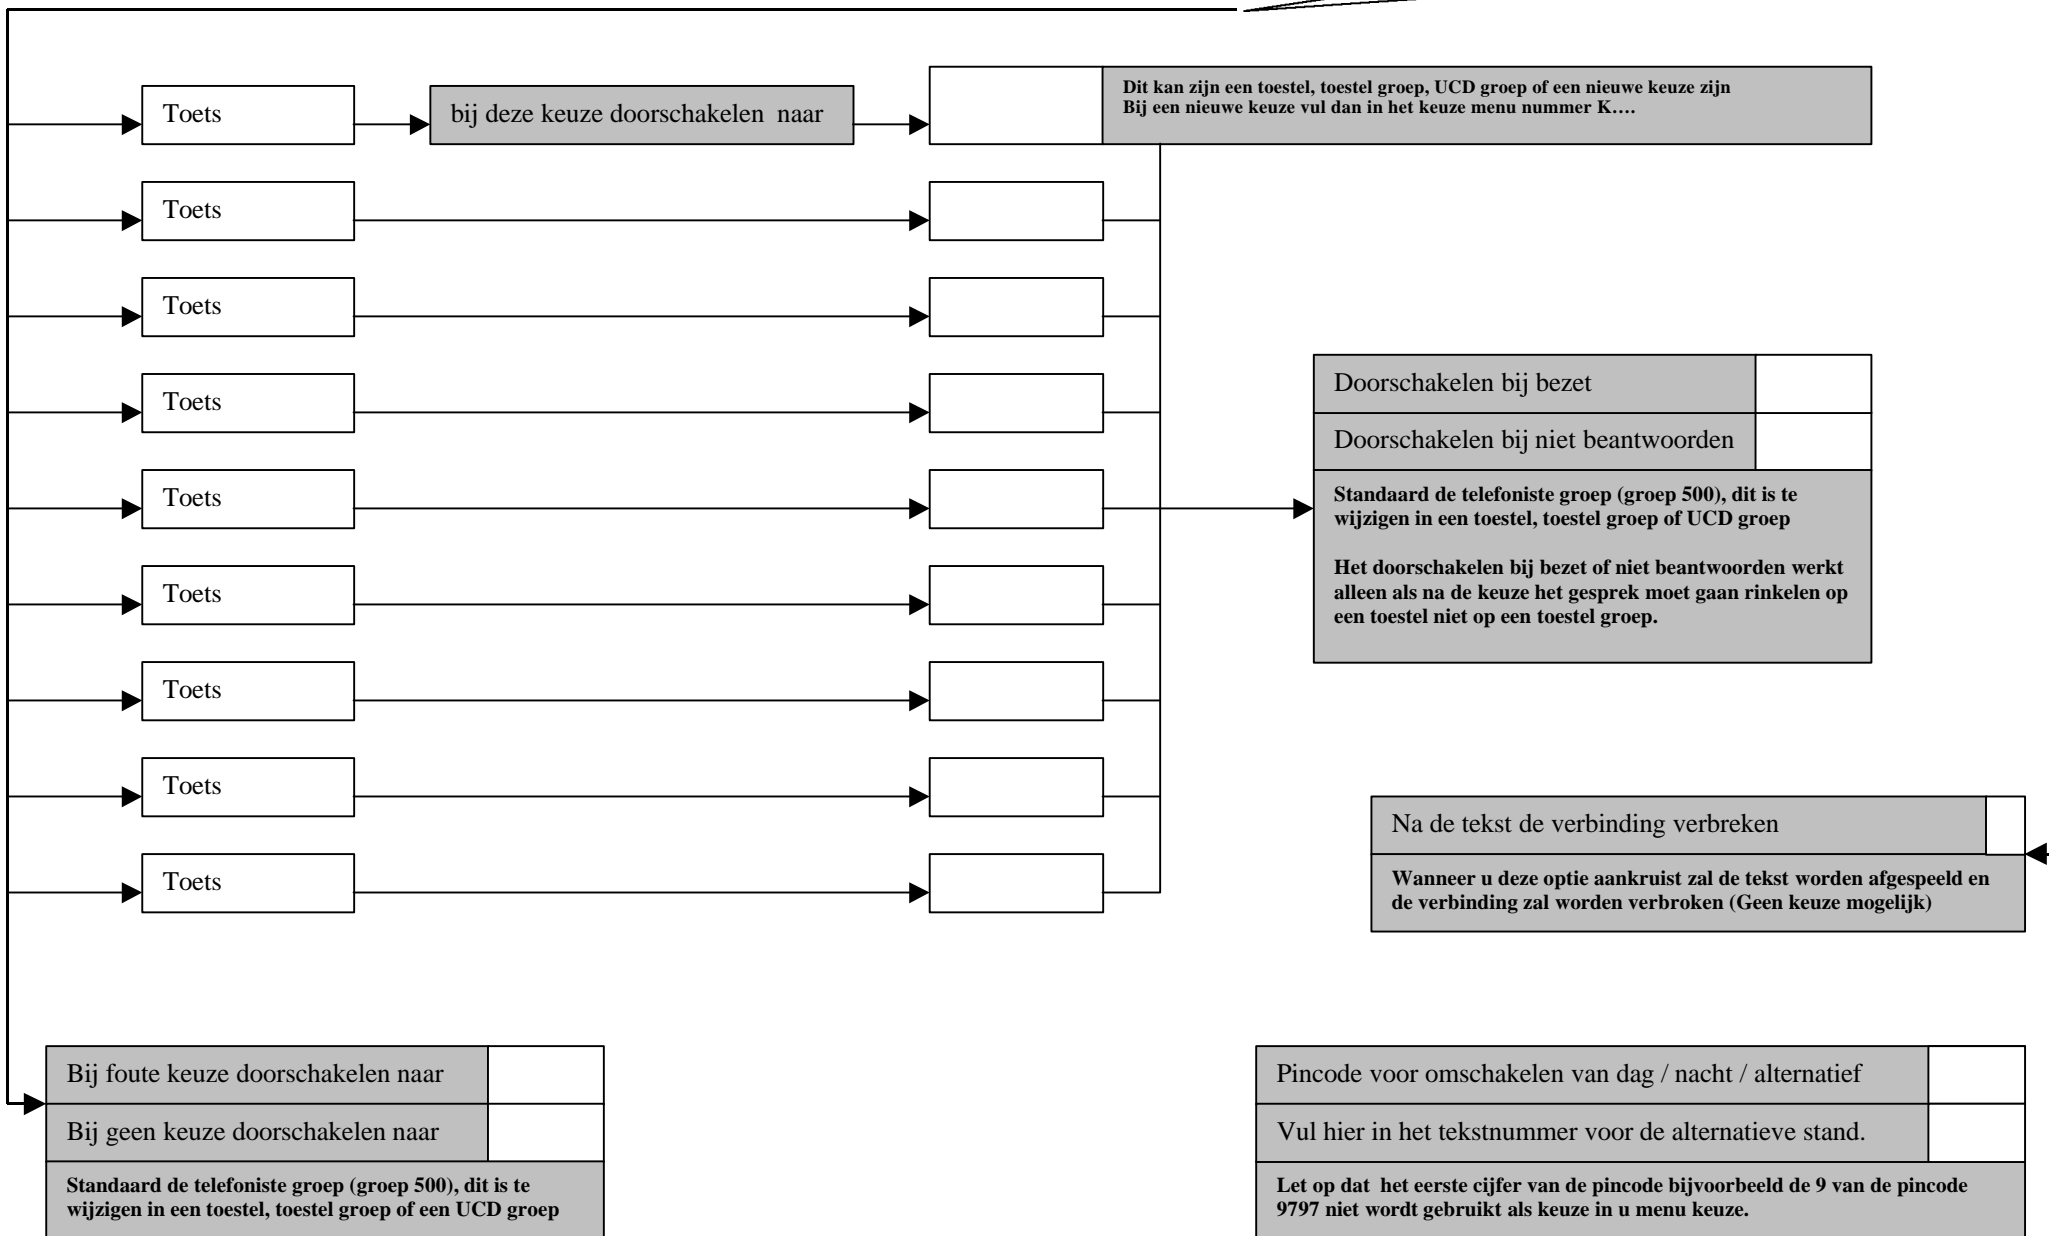 Toets
bij deze keuze doorschakelen  naar
Dit kan zijn een toestel, toestel groep, UCD groep of een nieuwe keuze zijn
Bij een nieuwe keuze vul dan in het keuze menu nummer K….
Toets
Toets
Toets
Toets
Toets
Toets
Toets
Toets
Doorschakelen bij bezet
Doorschakelen bij niet beantwoorden
Standaard de telefoniste groep (groep 500), dit is te
wijzigen in een toestel, toestel groep of UCD groep
Het doorschakelen bij bezet of niet beantwoorden werkt
alleen als na de keuze het gesprek moet gaan rinkelen op
een toestel niet op een toestel groep.
Na de tekst de verbinding verbreken
Wanneer u deze optie aankruist zal de tekst worden afgespeeld en
de verbinding zal worden verbroken (Geen keuze mogelijk)
Bij foute keuze doorschakelen naar
Bij geen keuze doorschakelen naar
Standaard de telefoniste groep (groep 500), dit is te
wijzigen in een toestel, toestel groep of een UCD groep
Pincode voor omschakelen van dag / nacht / alternatief
Vul hier in het tekstnummer voor de alternatieve stand.
Let op dat  het eerste cijfer van de pincode bijvoorbeeld de 9 van de pincode
9797 niet wordt gebruikt als keuze in u menu keuze.